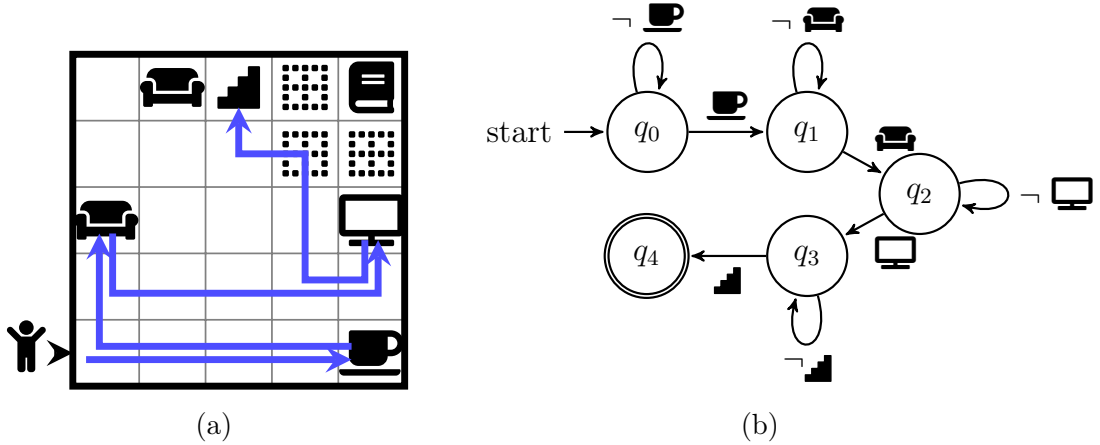 ¬ ¬
start q₀ q₁
q₂ ¬
q₄ q₃
¬
(a) (b)